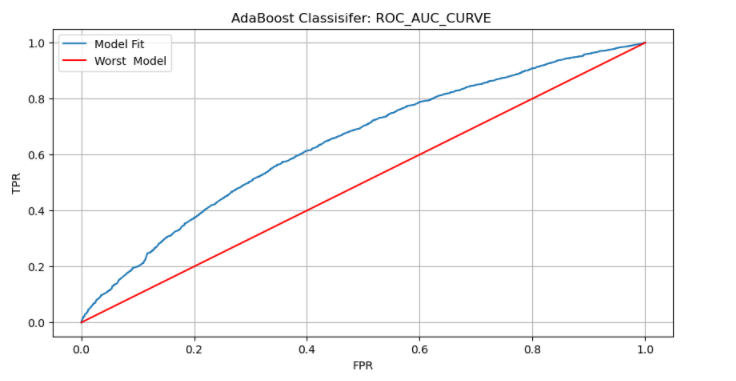 AdaBoost Classisifer: ROC_AUC_CURVE
Model Fit
Worst Model
TPR
1.0
0.8
0.6
0.4
0.2
0.0
0.0 0.2 0.4 0.6 0.8 1.0
FPR